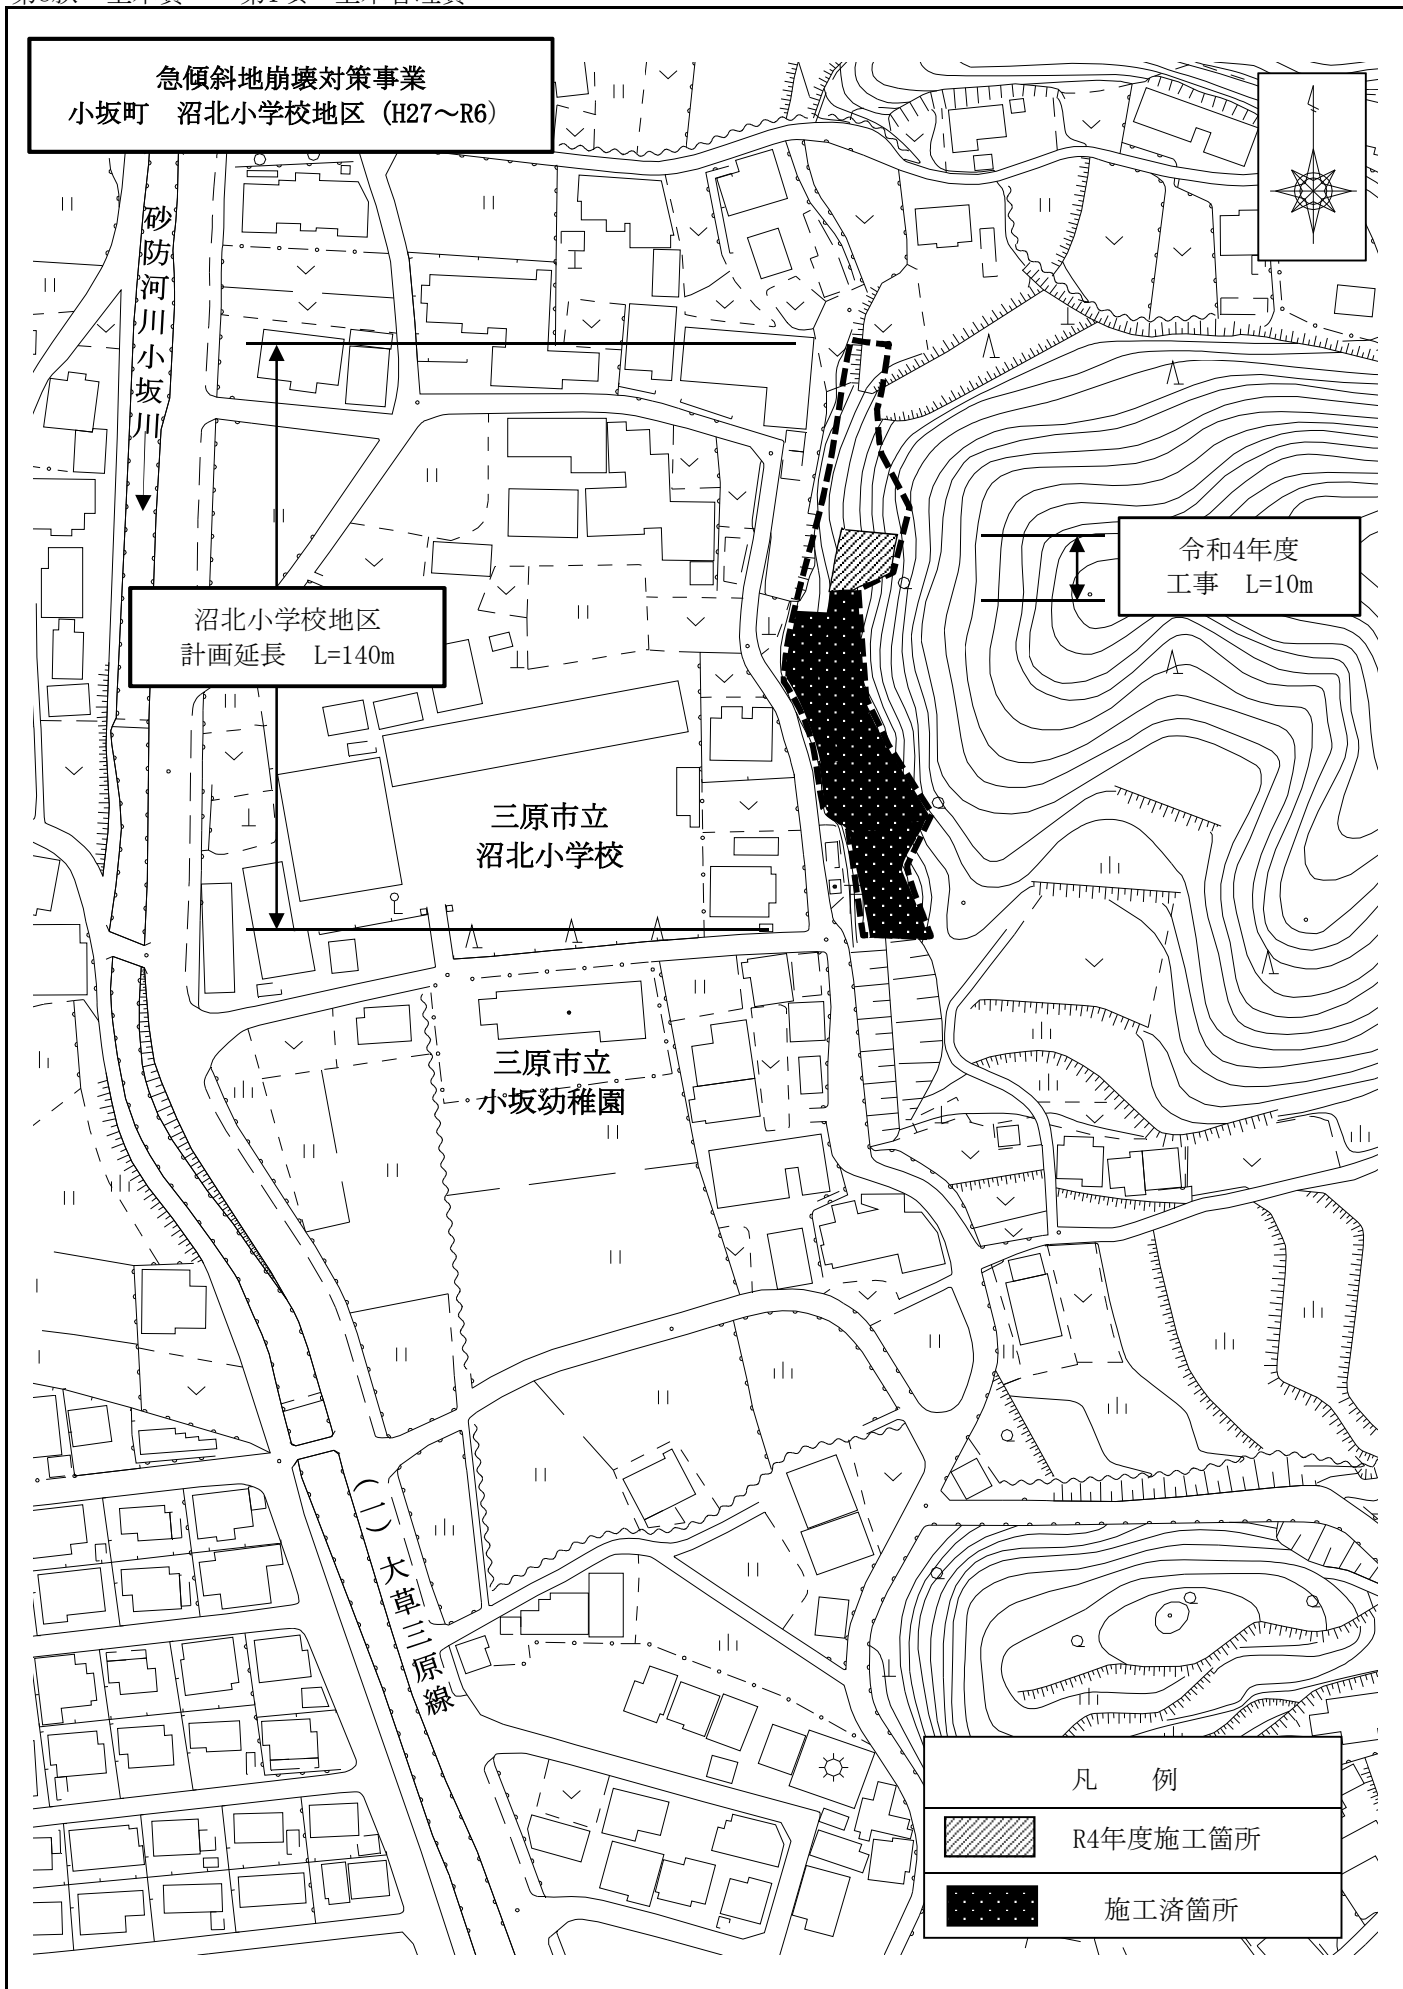 急傾斜地崩壊対策事業
小坂町　沼北小学校地区（H27～R6）
砂防河川小坂川
令和4年度
工事　L=10m
沼北小学校地区
計画延長　L=140m
三原市立
沼北小学校
三原市立
小坂幼稚園
（一）大草三原線
凡　例
R4年度施工箇所
施工済箇所